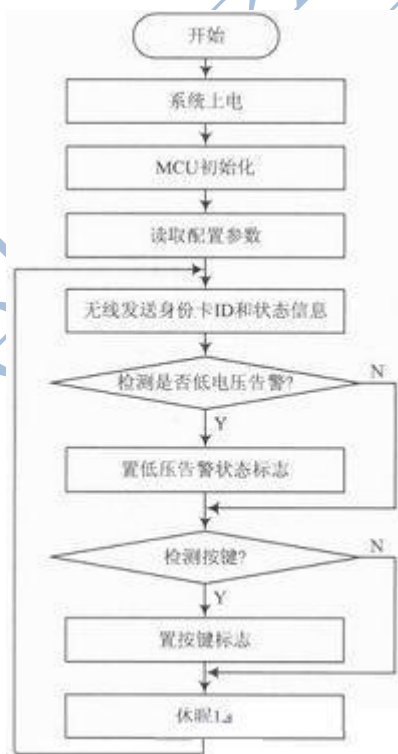 开始
系统上电
MCU初始化
读取配置参数
无线发送身份卡ID和状态信息
检测是否低电压告警?
N
Y
置低压告警状态标志
检测按键?
N
Y
置按键标志
休眠1